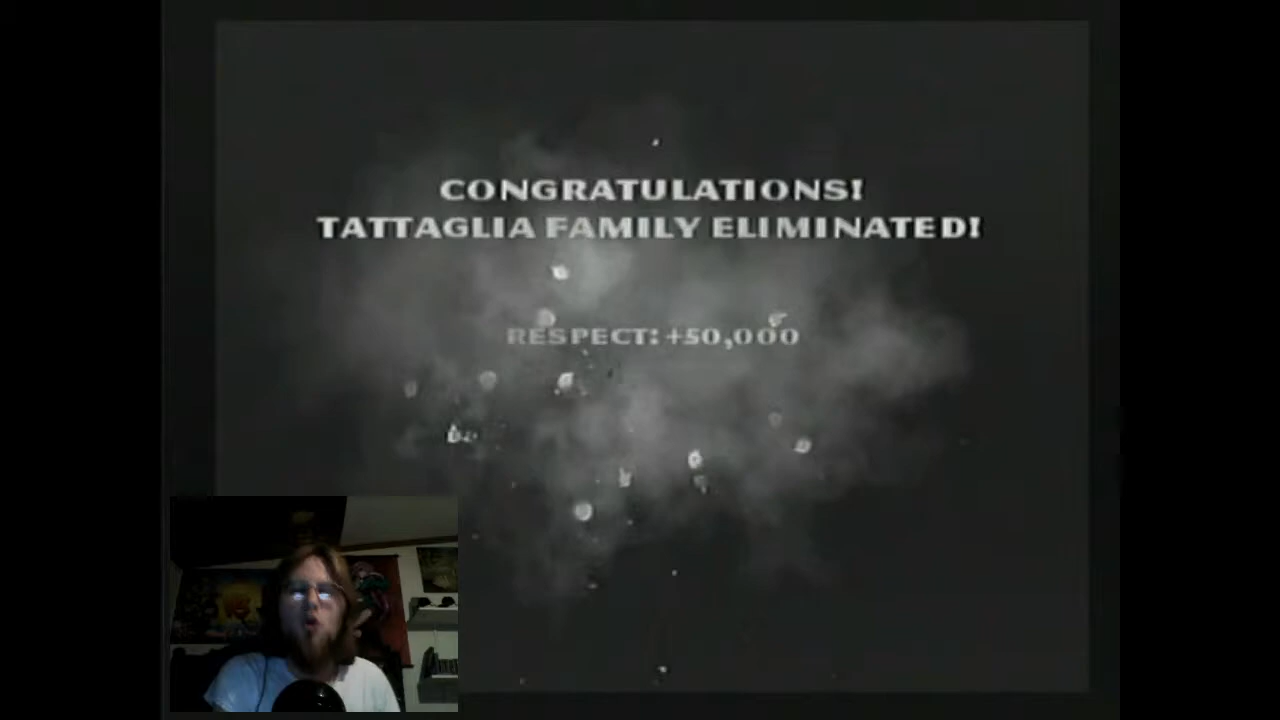 CONGRATULATIONS!
TATTAGLIA FAMILY ELIMINATED!
RESPECT: +50,000